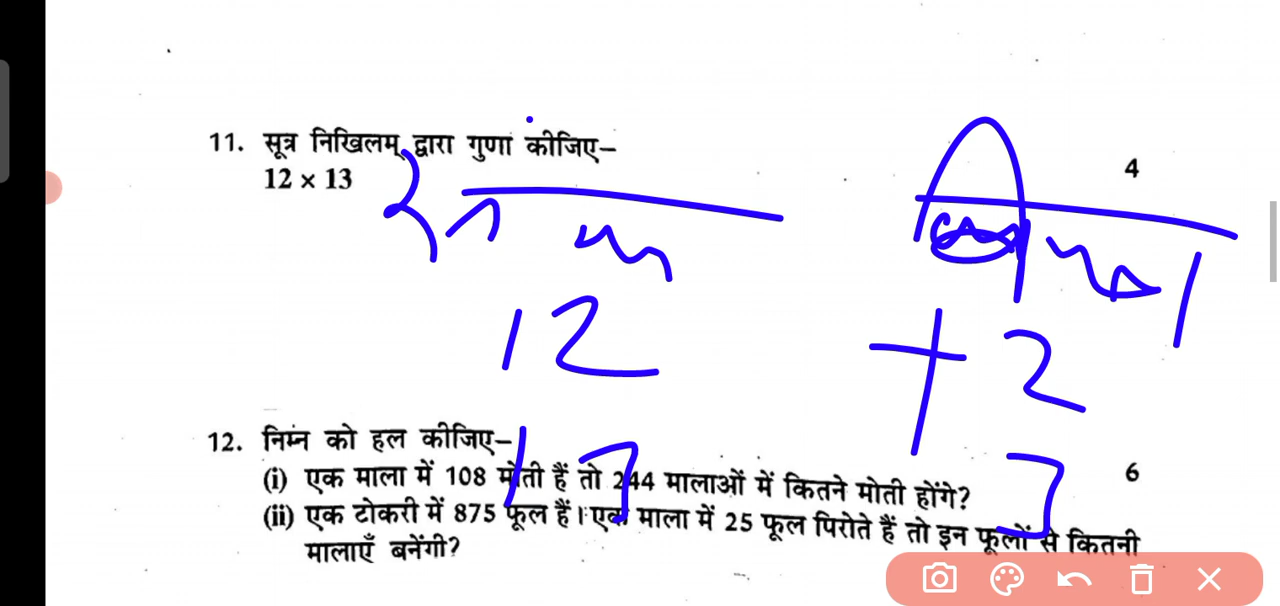 11. सूत्र निखिलम् द्वारा गुणा कीजिए–
12 × 13
4
12
+2
13
3
12. निम्न को हल कीजिए–
6
(i) एक माला में 108 मोती हैं तो 244 मालाओं में कितने मोती होंगे?
(ii) एक टोकरी में 875 फूल हैं। एक माला में 25 फूल पिरोते हैं तो इन फूलों से कितनी
मालाएँ बनेंगी?